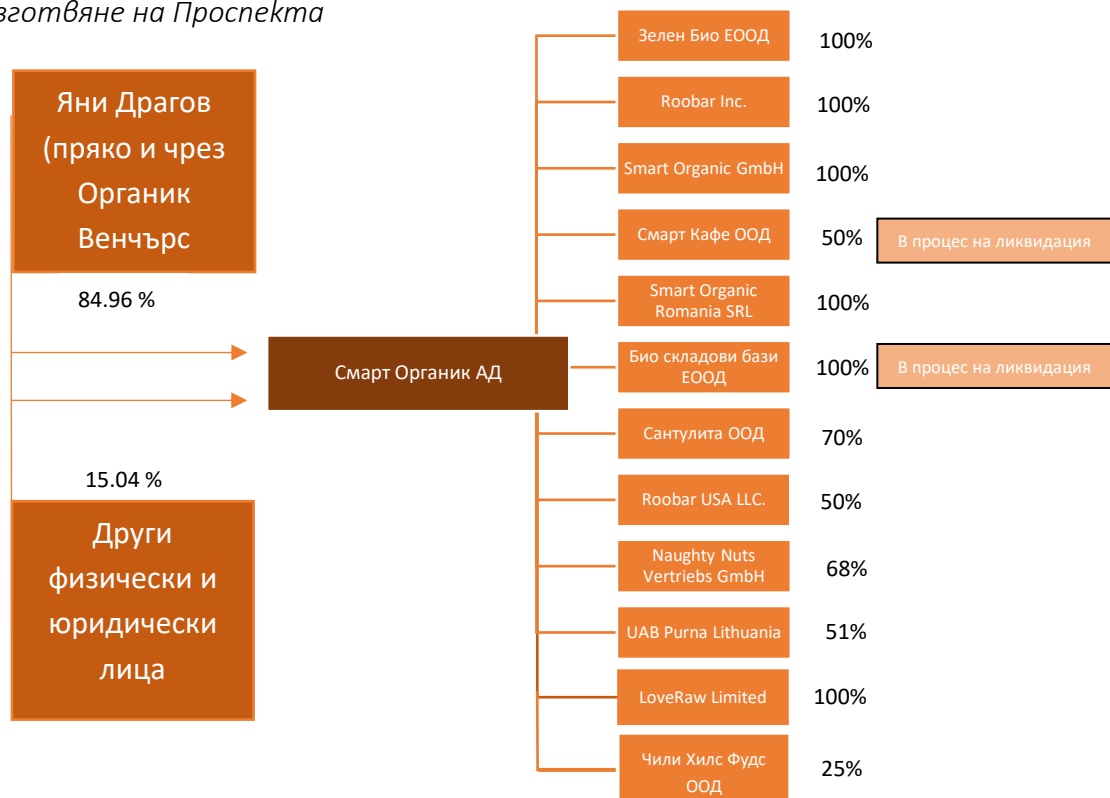 зготвяне на Проспекта
Яни Драгов
(пряко и чрез
Органик
Венчърс
84.96 %
15.04 %
Други
физически и
юридически
лица
Смарт Органик АД
Зелен Био ЕООД
100%
Roobar Inc.
100%
Smart Organic GmbH
100%
Смарт Кафе ООД
50%
В процес на ликвидация
Smart Organic
Romania SRL
100%
Био складови бази
ЕООД
100%
В процес на ликвидация
Сантулита ООД
70%
Roobar USA LLC.
50%
Naughty Nuts
Vertriebs GmbH
68%
UAB Purna Lithuania
51%
LoveRaw Limited
100%
Чили Хилс Фудс
ООД
25%